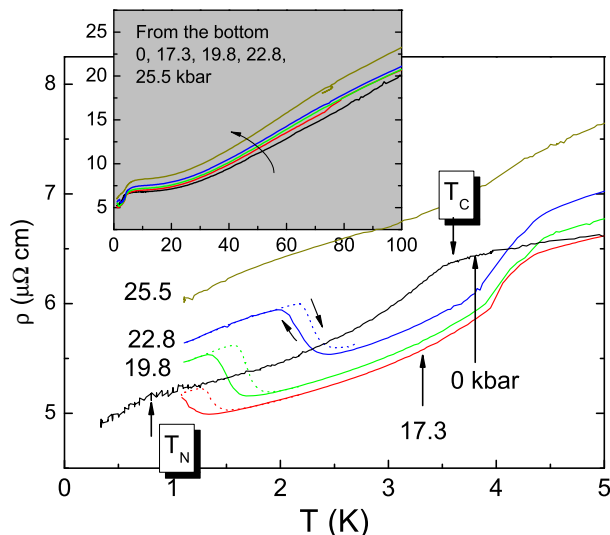 From the bottom
0, 17.3, 19.8, 22.8,
25.5 kbar
25
20
15
10
5
0 20 40 60 80 100
8
7
6
5
ρ (μΩ cm)
T_C
25.5
22.8
19.8
0 kbar
17.3
T_N
0 1 2 3 4 5
T (K)